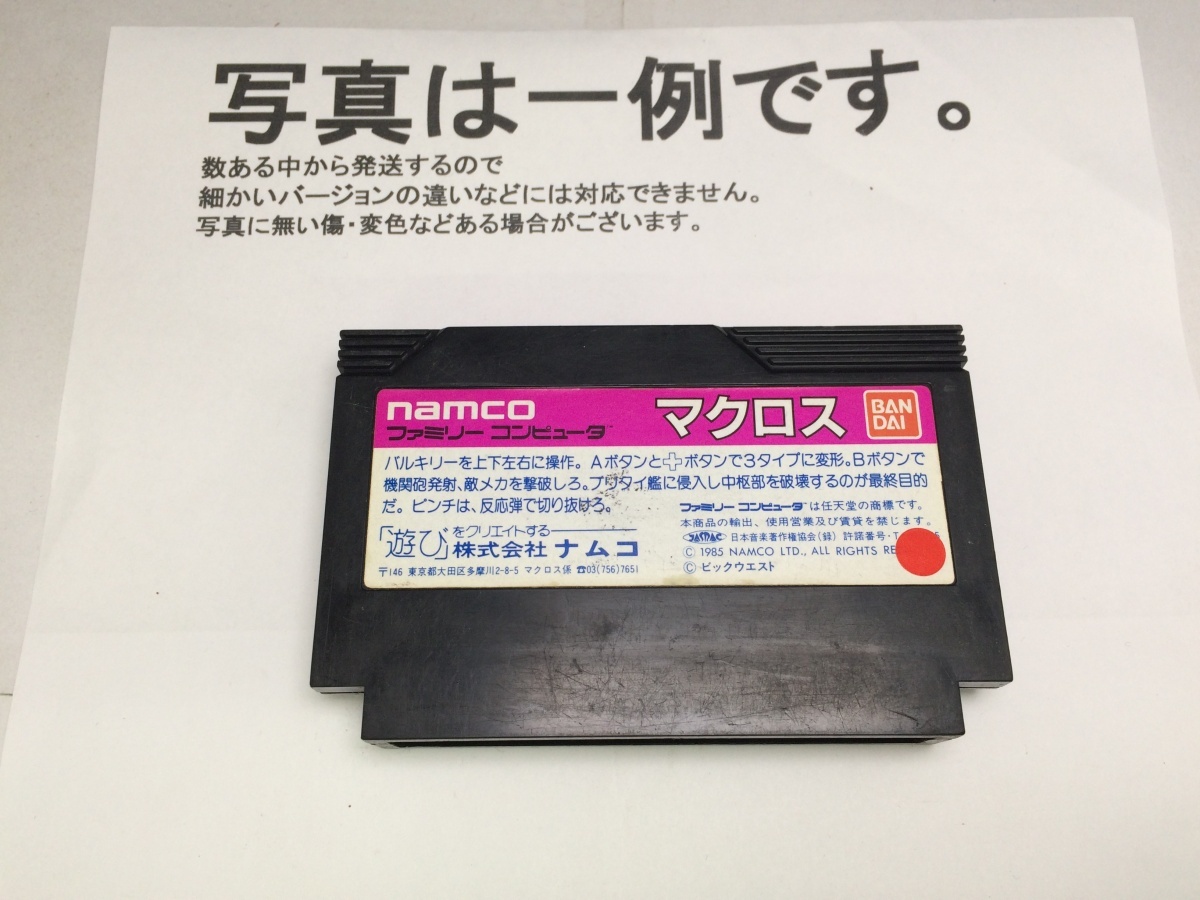 写真は一例です。
数ある中から発送するので
細かいバージョンの違いなどには対応できません。
写真に無い傷・変色などある場合がございます。
namco
ファミリー コンピュータ™
マクロス
BAN
DAI
バルキリーを上下左右に操作。Aボタンと➕ボタンで3タイプに変形。Bボタンで
機関砲発射、敵メカを撃破しろ。ブリタイ艦に侵入し中枢部を破壊するのが最終目的
だ。ピンチは、反応弾で切り抜けろ。
「遊び」をクリエイトする
株式会社 ナムコ
〒146 東京都大田区多摩川2-8-5 マクロス係 ☎03(756)7651
ファミリー コンピュータ™は任天堂の商標です。
本商品の輸出、使用営業及び賃貸を禁じます。
JASRAC 日本音楽著作権協会(録)許諾番号・T
© 1985 NAMCO LTD., ALL RIGHTS RE
© ビックウエスト